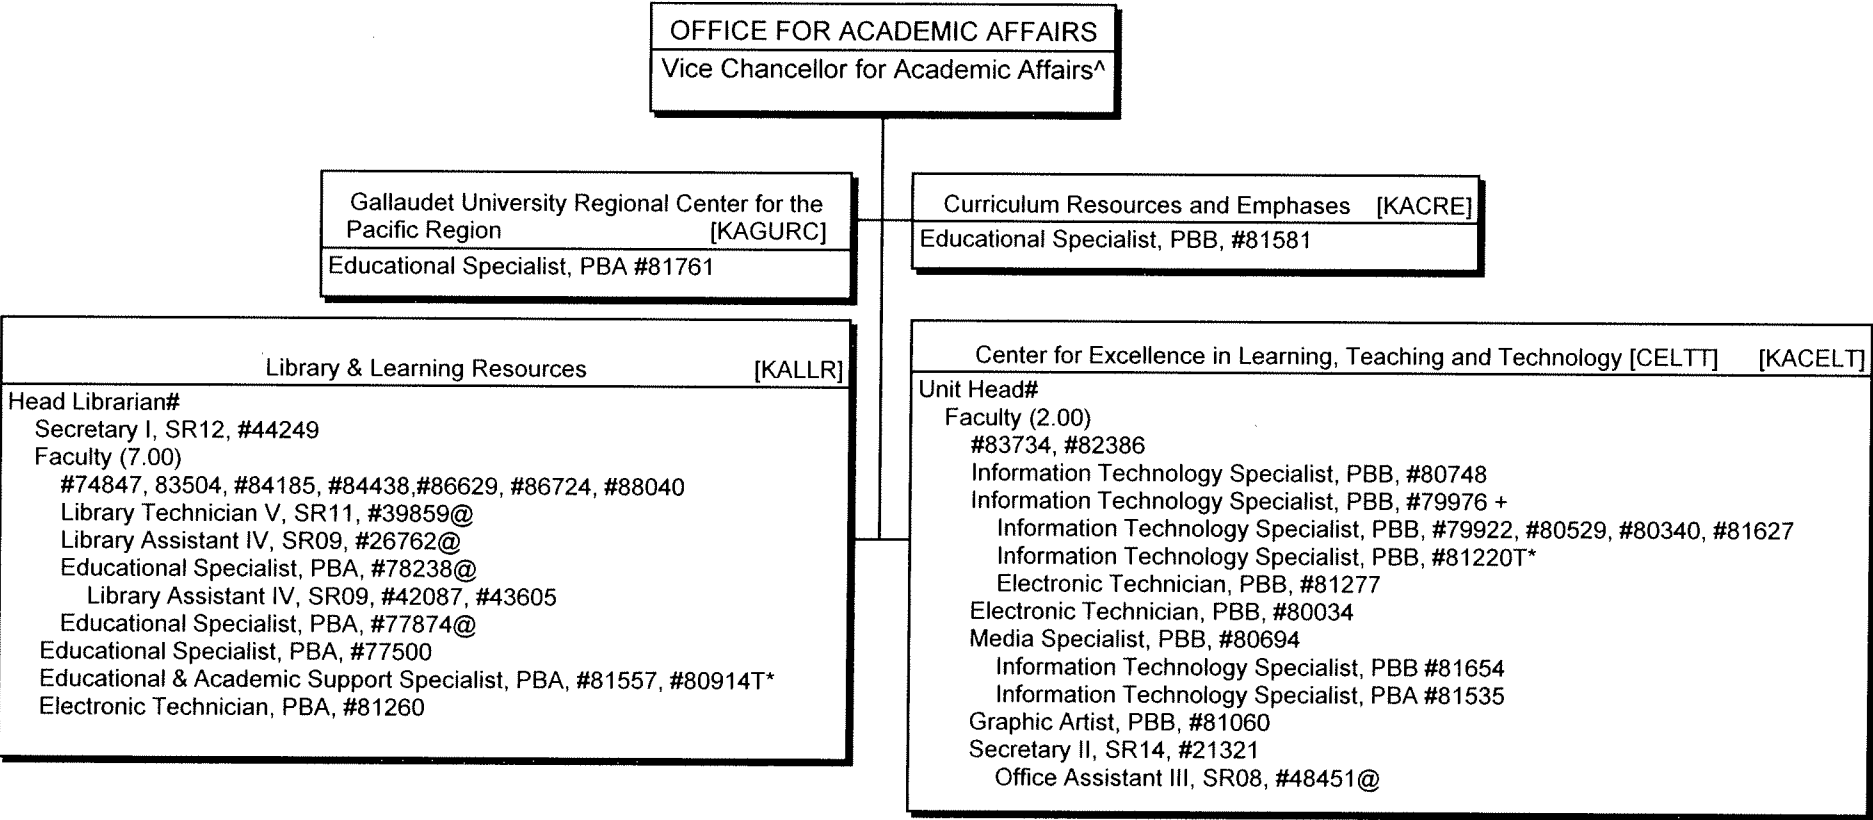 OFFICE FOR ACADEMIC AFFAIRS
Vice Chancellor for Academic Affairs^
Gallaudet University Regional Center for the
Pacific Region [KAGURC]
Educational Specialist, PBA #81761
Curriculum Resources and Emphases [KACRE]
Educational Specialist, PBB, #81581
Library & Learning Resources [KALLR]
Head Librarian#
Secretary I, SR12, #44249
Faculty (7.00)
#74847, 83504, #84185, #84438,#86629, #86724, #88040
Library Technician V, SR11, #39859@
Library Assistant IV, SR09, #26762@
Educational Specialist, PBA, #78238@
Library Assistant IV, SR09, #42087, #43605
Educational Specialist, PBA, #77874@
Educational Specialist, PBA, #77500
Educational & Academic Support Specialist, PBA, #81557, #80914T*
Electronic Technician, PBA, #81260
Center for Excellence in Learning, Teaching and Technology [CELTT] [KACELT]
Unit Head#
Faculty (2.00)
#83734, #82386
Information Technology Specialist, PBB, #80748
Information Technology Specialist, PBB, #79976 +
Information Technology Specialist, PBB, #79922, #80529, #80340, #81627
Information Technology Specialist, PBB, #81220T*
Electronic Technician, PBB, #81277
Electronic Technician, PBB, #80034
Media Specialist, PBB, #80694
Information Technology Specialist, PBB #81654
Information Technology Specialist, PBA #81535
Graphic Artist, PBB, #81060
Secretary II, SR14, #21321
Office Assistant III, SR08, #48451@